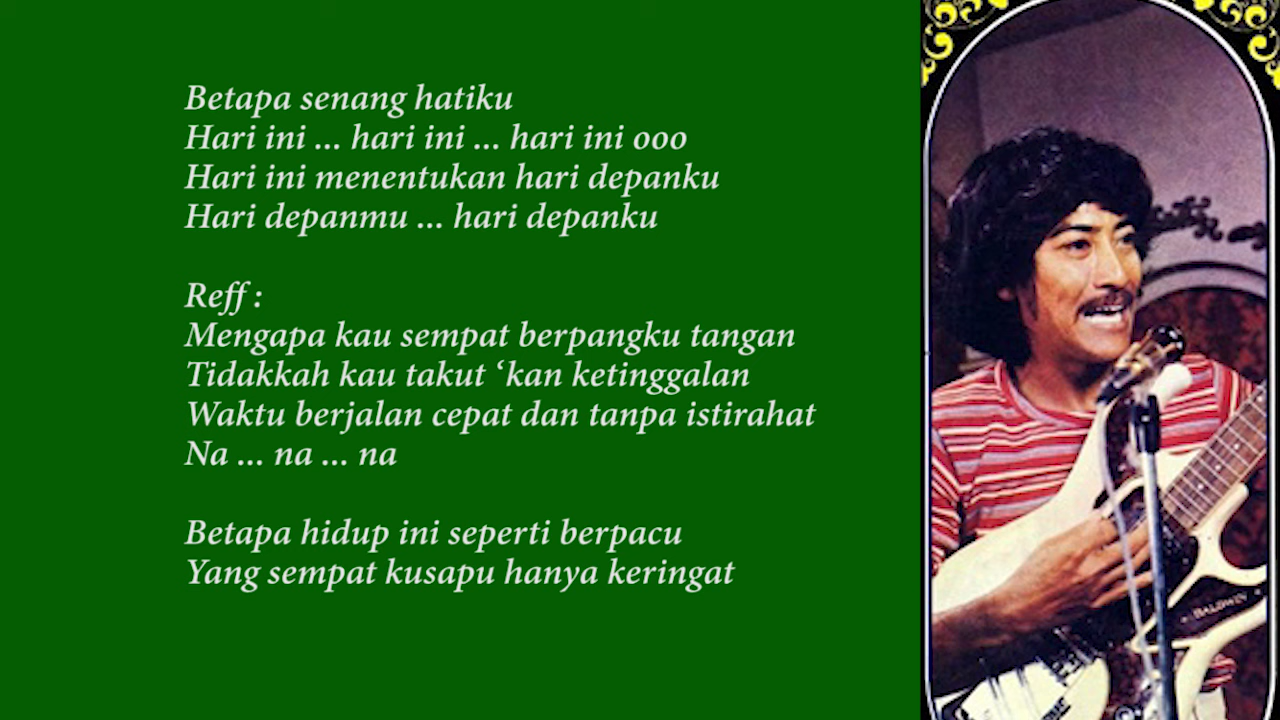 Betapa senang hatiku
Hari ini ... hari ini ... hari ini ooo
Hari ini menentukan hari depanku
Hari depanmu ... hari depanku
Reff :
Mengapa kau sempat berpangku tangan
Tidakkah kau takut ‘kan ketinggalan
Waktu berjalan cepat dan tanpa istirahat
Na ... na ... na
Betapa hidup ini seperti berpacu
Yang sempat kusapu hanya keringat
BALDWIN